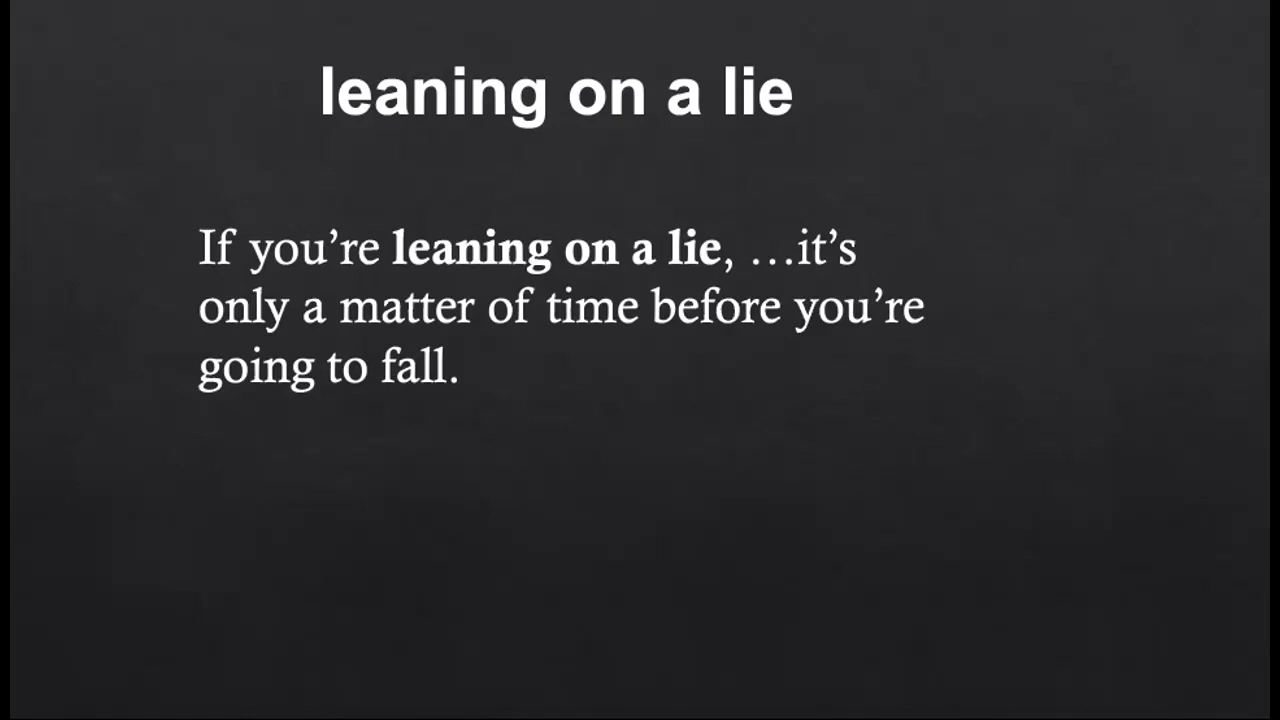 leaning on a lie
If you’re leaning on a lie, …it’s
only a matter of time before you’re
going to fall.